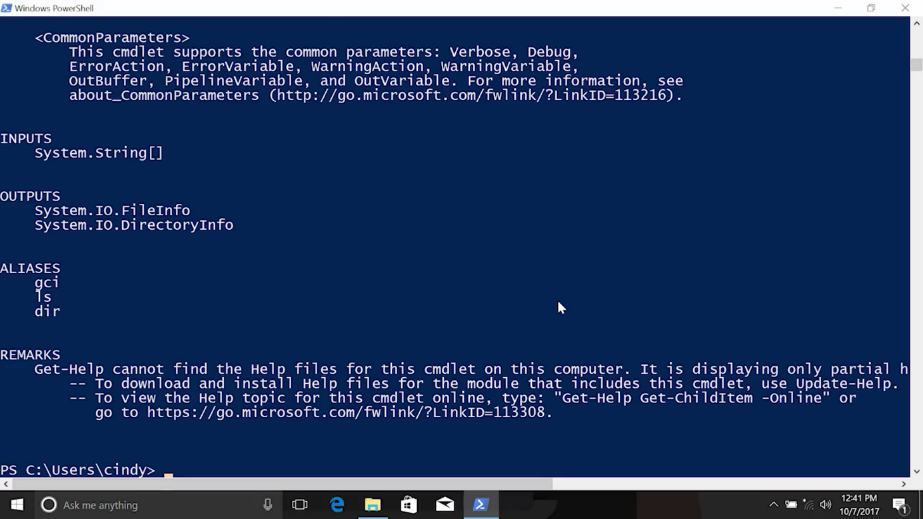 Windows PowerShell
<CommonParameters>
This cmdlet supports the common parameters: Verbose, Debug,
ErrorAction, ErrorVariable, WarningAction, WarningVariable,
OutBuffer, PipelineVariable, and OutVariable. For more information, see
about_CommonParameters (http://go.microsoft.com/fwlink/?LinkID=113216).
INPUTS
System.String[]
OUTPUTS
System.IO.FileInfo
System.IO.DirectoryInfo
ALIASES
gci
ls
dir
REMARKS
Get-Help cannot find the Help files for this cmdlet on this computer. It is displaying only partial h
-- To download and install Help files for the module that includes this cmdlet, use Update-Help.
-- To view the Help topic for this cmdlet online, type: "Get-Help Get-ChildItem -Online" or
go to https://go.microsoft.com/fwlink/?LinkID=113308.
PS C:\Users\cindy>
Ask me anything
12:41 PM
10/7/2017
1